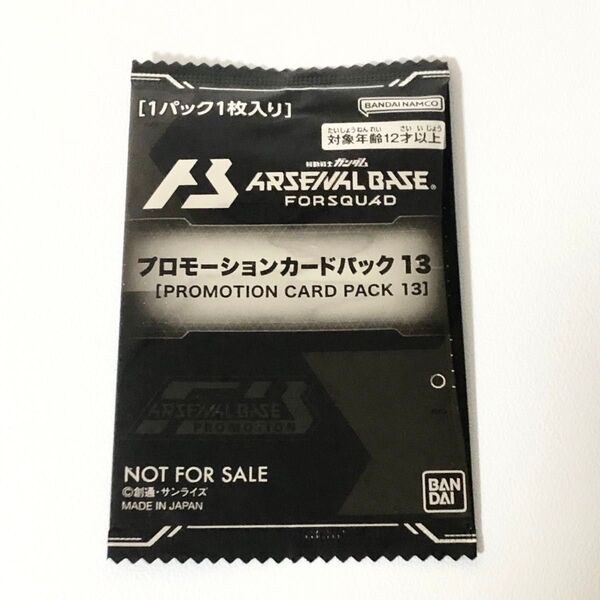 [1パック1枚入り]
BANDAI NAMCO
たいしょうねんれい さい いじょう
対象年齢12才以上
機動戦士ガンダム
ARSENAL BASE®
FORSQUAD
プロモーションカードパック 13
[PROMOTION CARD PACK 13]
ARSENAL BASE
PROMOTION
NOT FOR SALE
©創通・サンライズ
MADE IN JAPAN
BAN
DAI